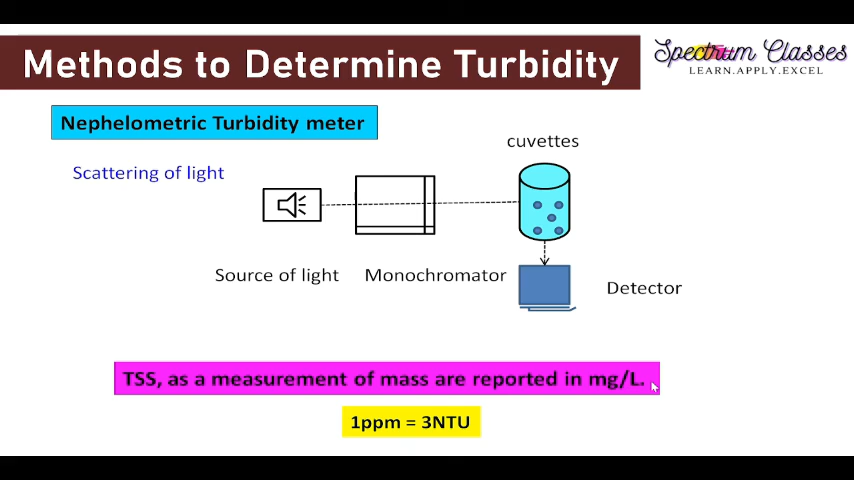 Methods to Determine Turbidity
Spectrum Classes
LEARN.APPLY.EXCEL
Nephelometric Turbidity meter
cuvettes
Scattering of light
Source of light
Monochromator
Detector
TSS, as a measurement of mass are reported in mg/L.
1ppm = 3NTU